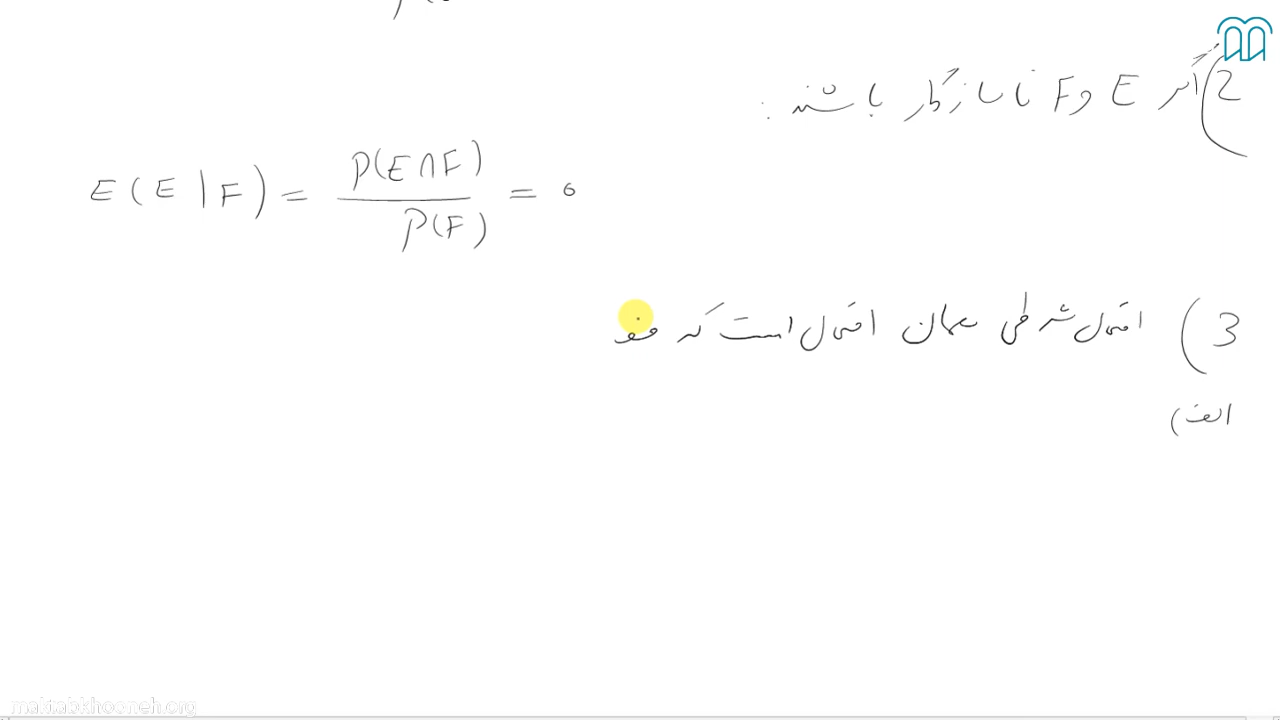 2) اگر E و F ناسازگار باشند :
E(E|F) = P(E∩F) / P(F) = 0
3) احتمال شرطی همان احتمال است که
الف)
maktabkhooneh.org